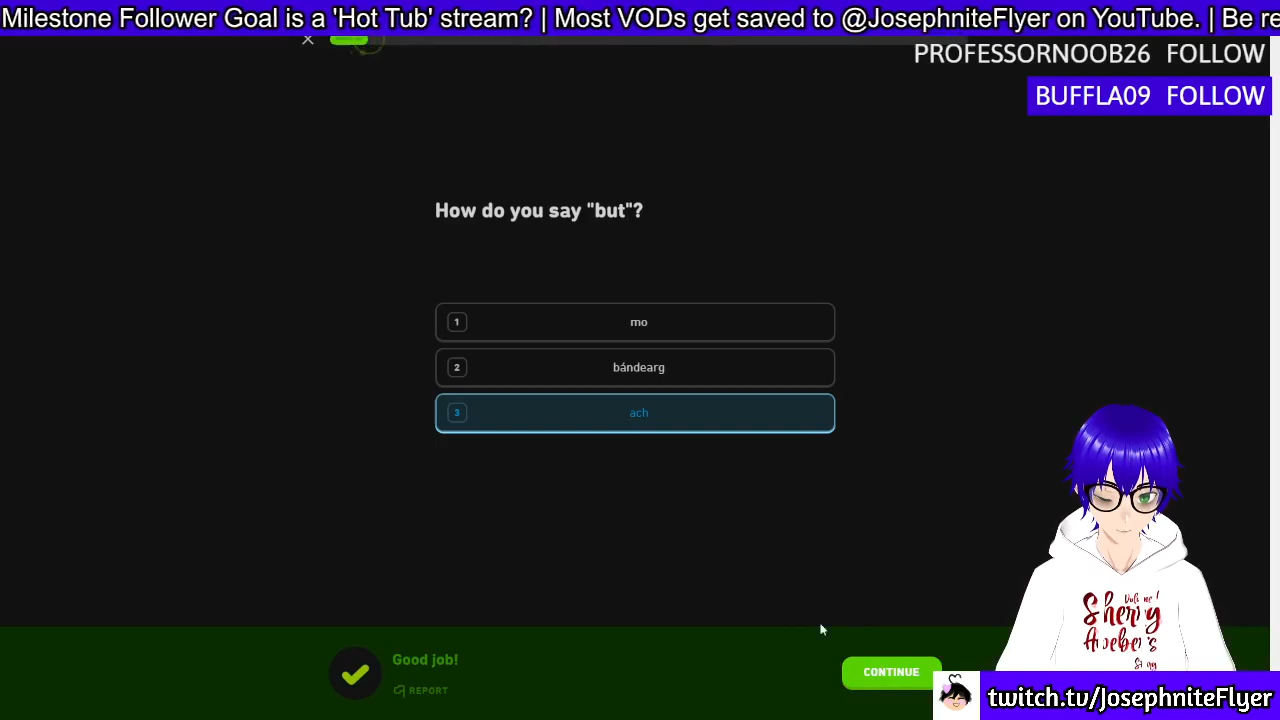 Milestone Follower Goal is a 'Hot Tub' stream? | Most VODs get saved to @JosephniteFlyer on YouTube. | Be re
PROFESSORNOOB26 FOLLOW
BUFFLA09 FOLLOW
How do you say "but"?
1 mo
2 bándearg
3 ach
Good job!
REPORT
CONTINUE
Sherry
twitch.tv/JosephniteFlyer